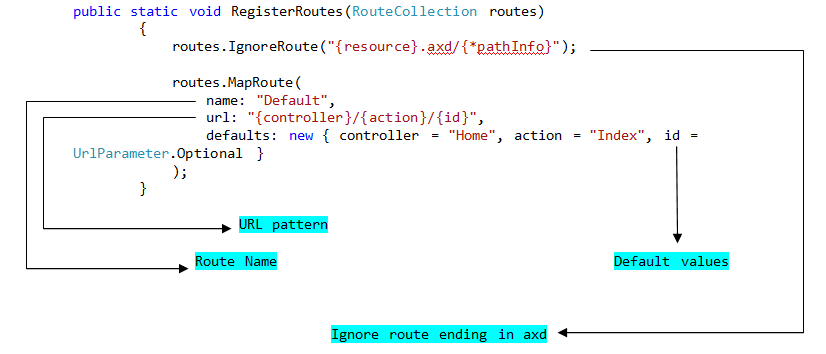 public static void RegisterRoutes(RouteCollection routes)
{
routes.IgnoreRoute("{resource}.axd/{*pathInfo}");
routes.MapRoute(
name: "Default",
url: "{controller}/{action}/{id}",
defaults: new { controller = "Home", action = "Index", id =
UrlParameter.Optional }
);
}
URL pattern
Route Name
Default values
Ignore route ending in axd